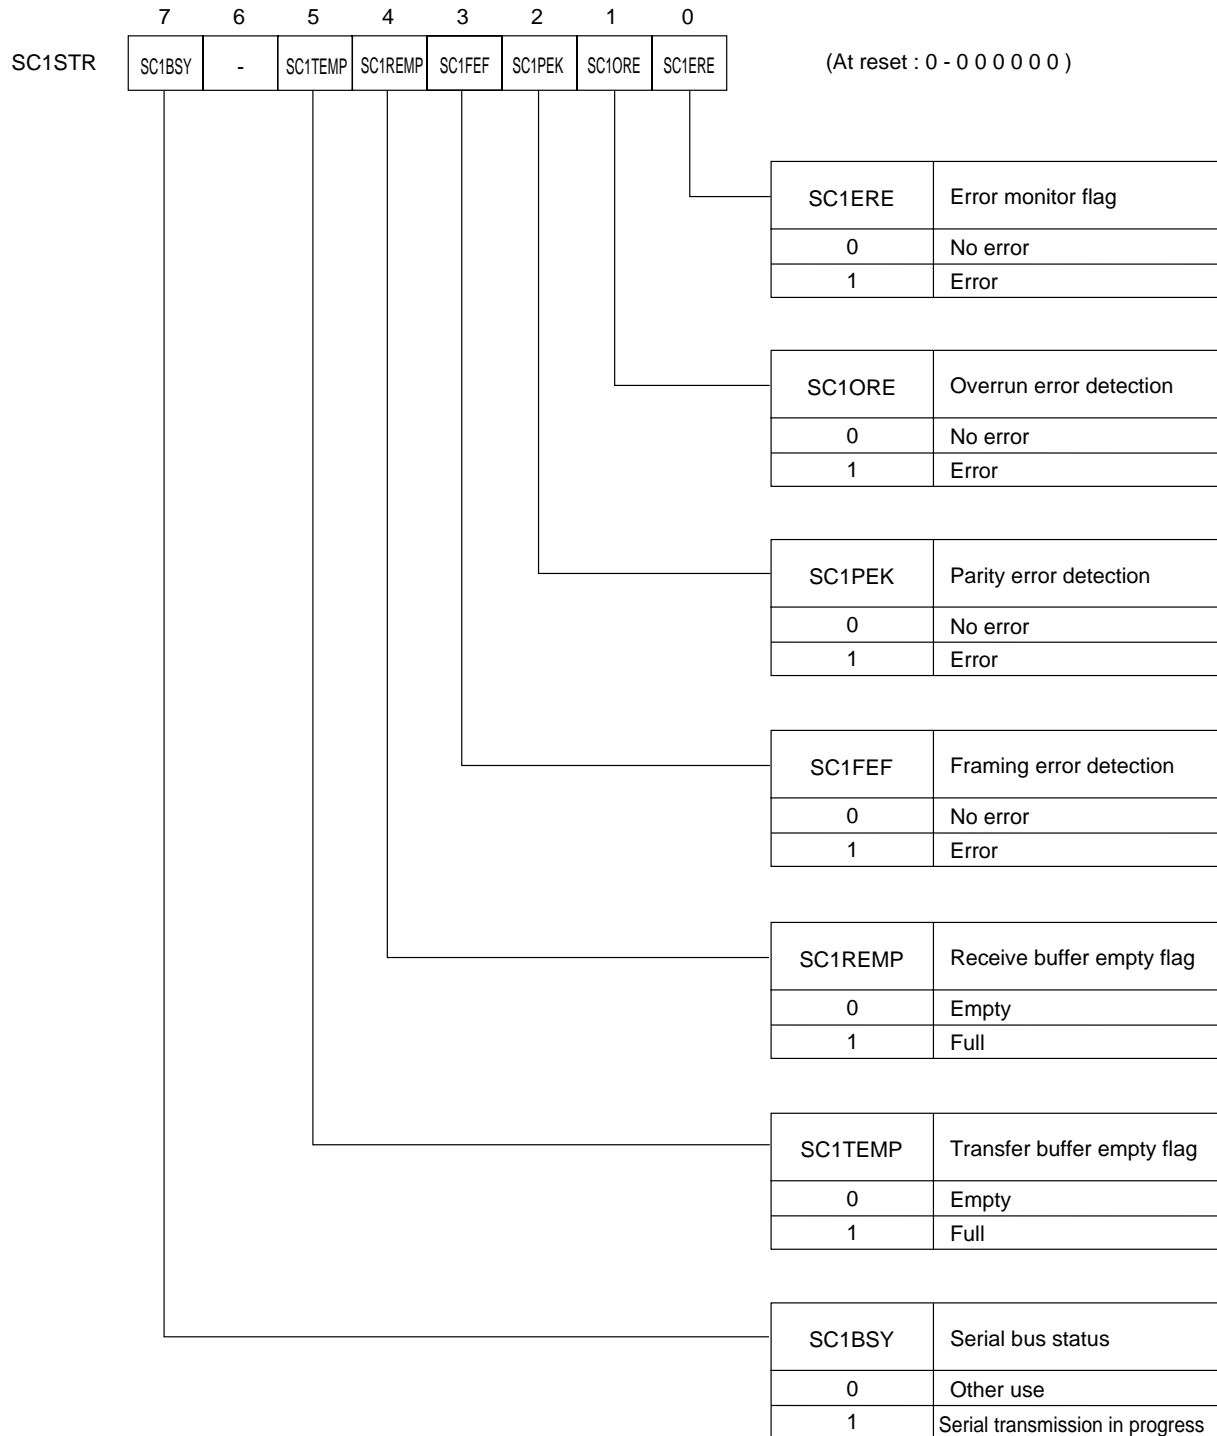 7 6 5 4 3 2 1 0
SC1STR SC1BSY - SC1TEMP SC1REMP SC1FEF SC1PEK SC1ORE SC1ERE (At reset : 0 - 0 0 0 0 0 0 )
SC1ERE Error monitor flag
0 No error
1 Error
SC1ORE Overrun error detection
0 No error
1 Error
SC1PEK Parity error detection
0 No error
1 Error
SC1FEF Framing error detection
0 No error
1 Error
SC1REMP Receive buffer empty flag
0 Empty
1 Full
SC1TEMP Transfer buffer empty flag
0 Empty
1 Full
SC1BSY Serial bus status
0 Other use
1 Serial transmission in progress